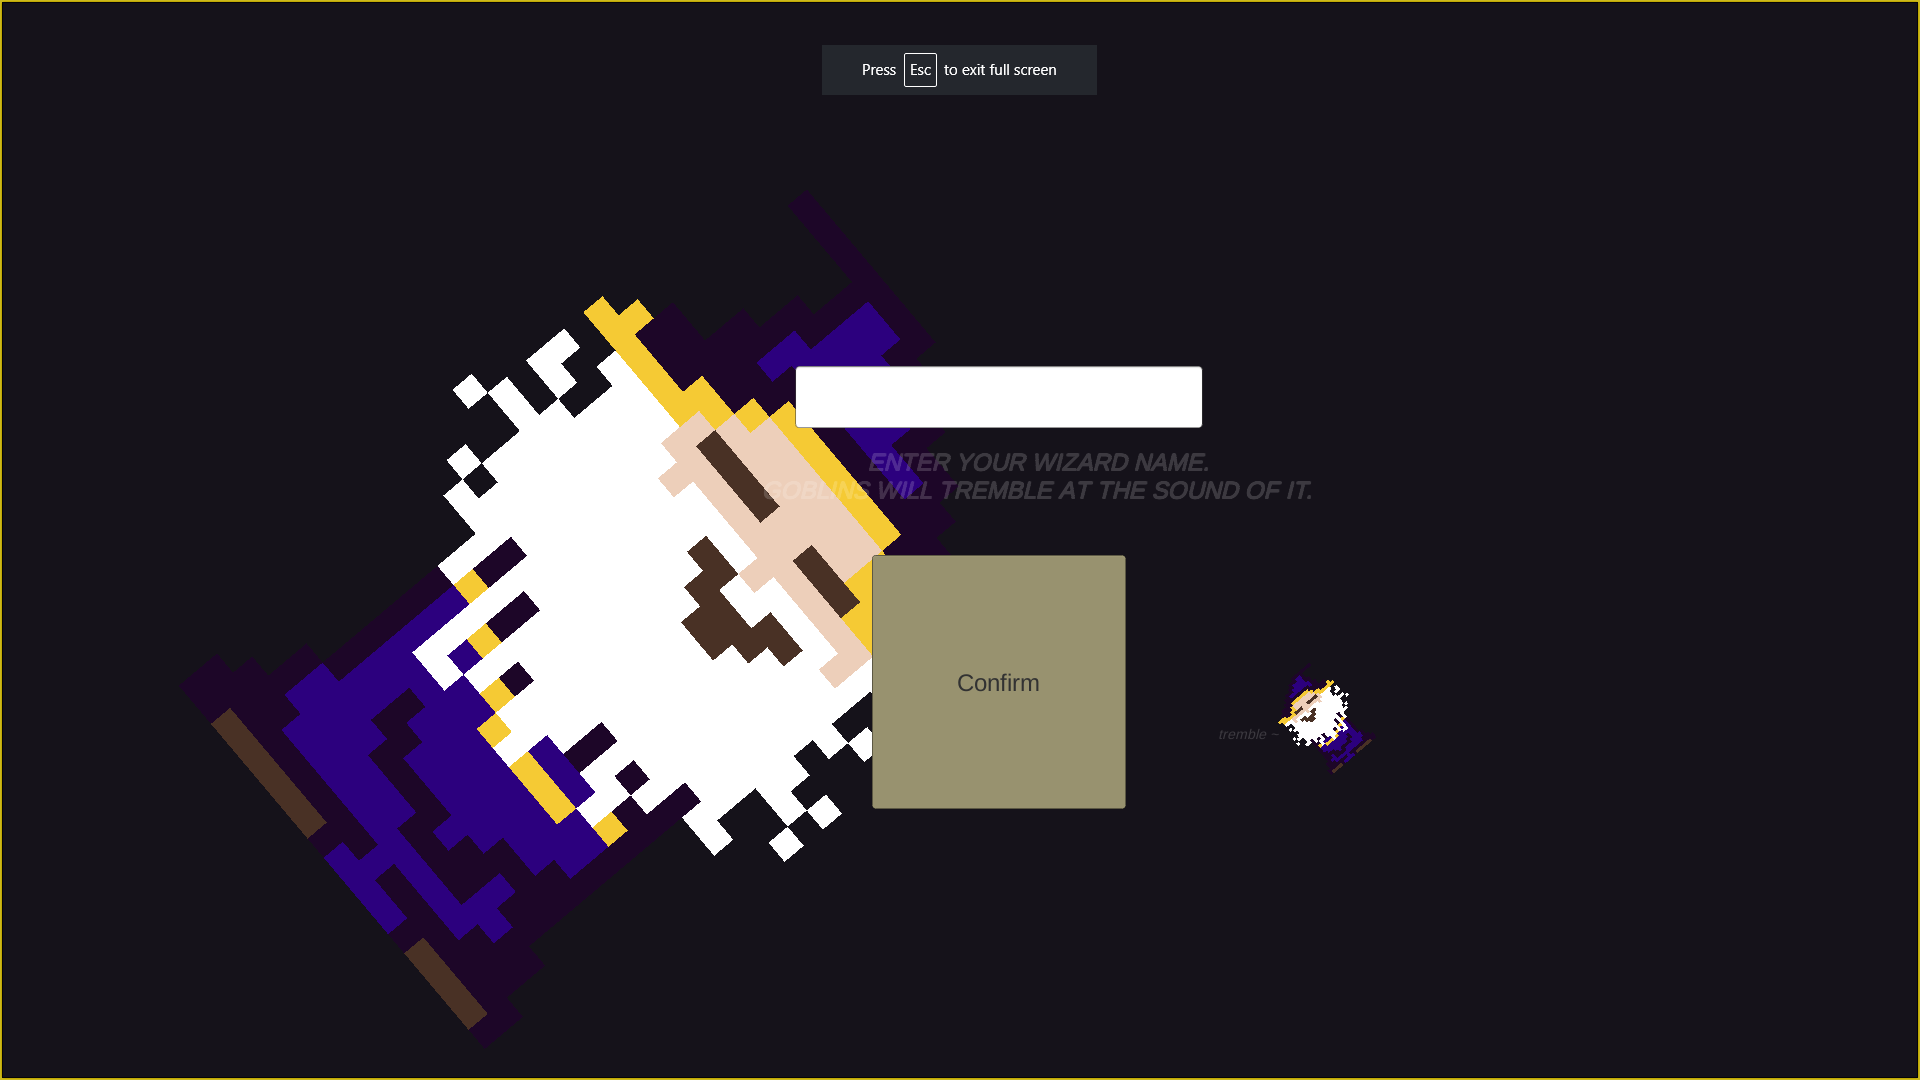 Press Esc to exit full screen
ENTER YOUR WIZARD NAME.
GOBLINS WILL TREMBLE AT THE SOUND OF IT.
Confirm
tremble ~